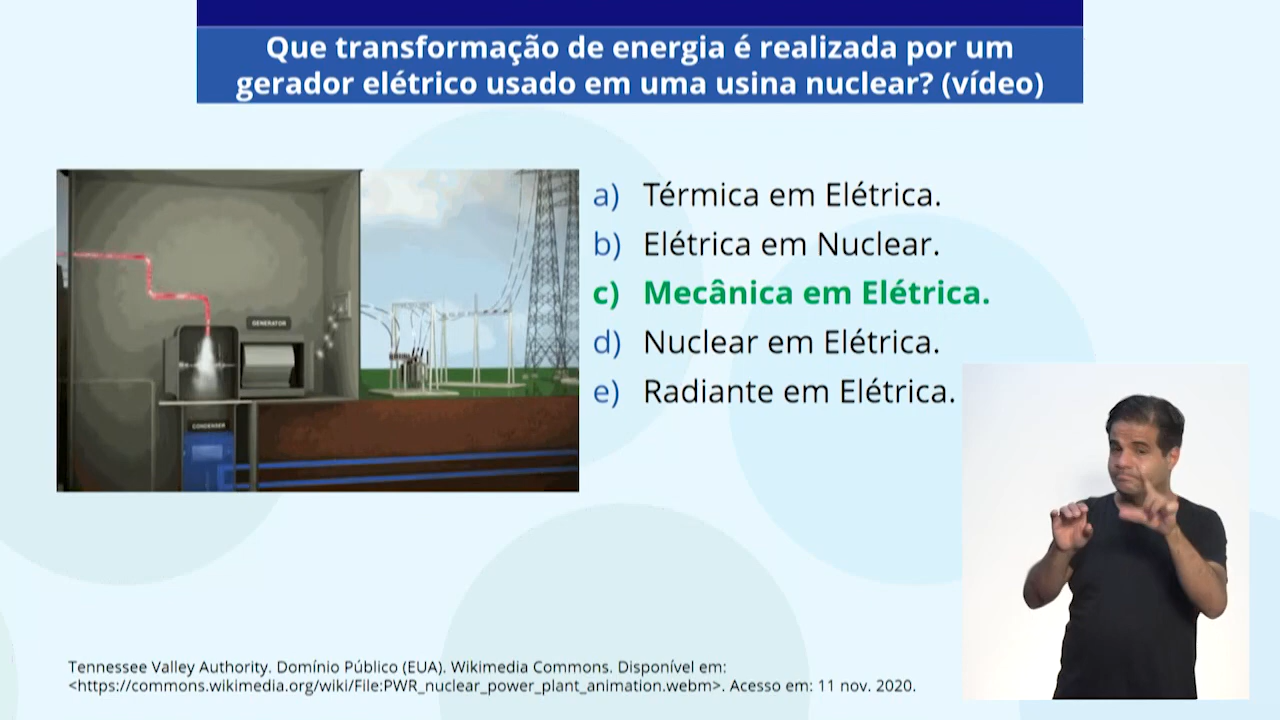 Que transformação de energia é realizada por um
gerador elétrico usado em uma usina nuclear? (vídeo)
a) Térmica em Elétrica.
b) Elétrica em Nuclear.
c) Mecânica em Elétrica.
d) Nuclear em Elétrica.
e) Radiante em Elétrica.
GENERATOR
CONDENSER
Tennessee Valley Authority. Domínio Público (EUA). Wikimedia Commons. Disponível em:
<https://commons.wikimedia.org/wiki/File:PWR_nuclear_power_plant_animation.webm>. Acesso em: 11 nov. 2020.